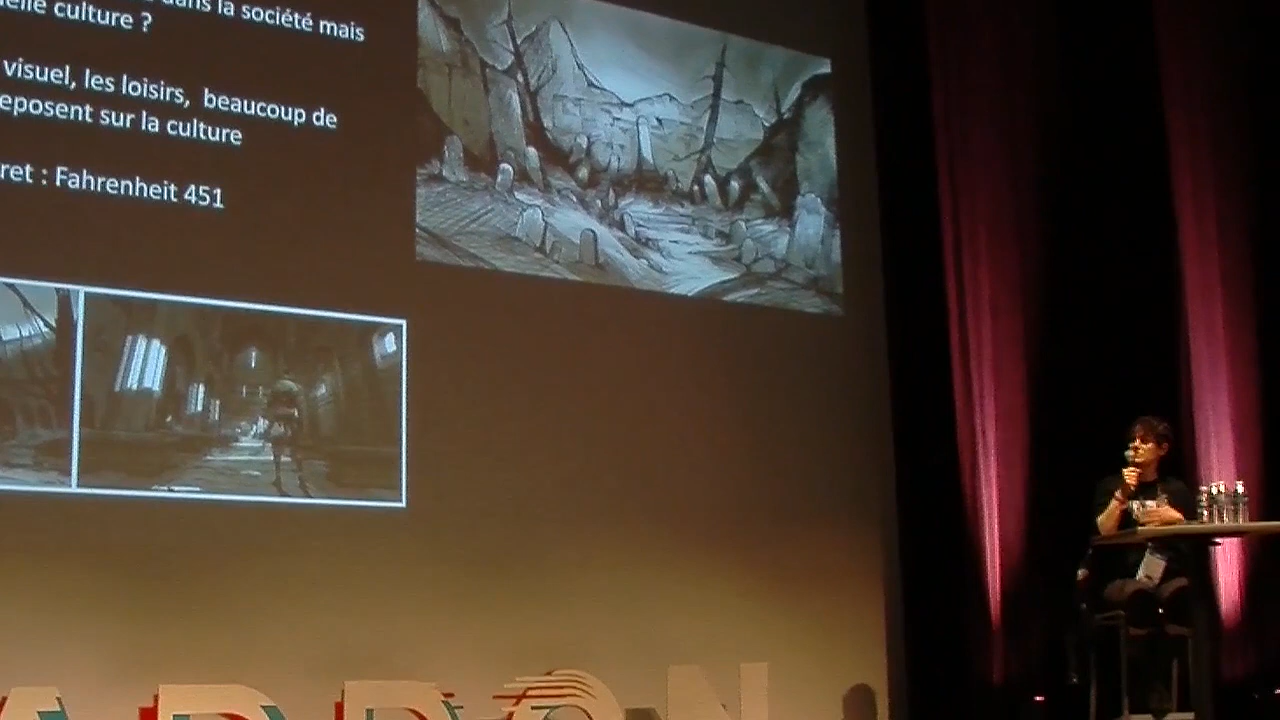 dans la société mais
elle culture ?
visuel, les loisirs, beaucoup de
eposent sur la culture
ret : Fahrenheit 451